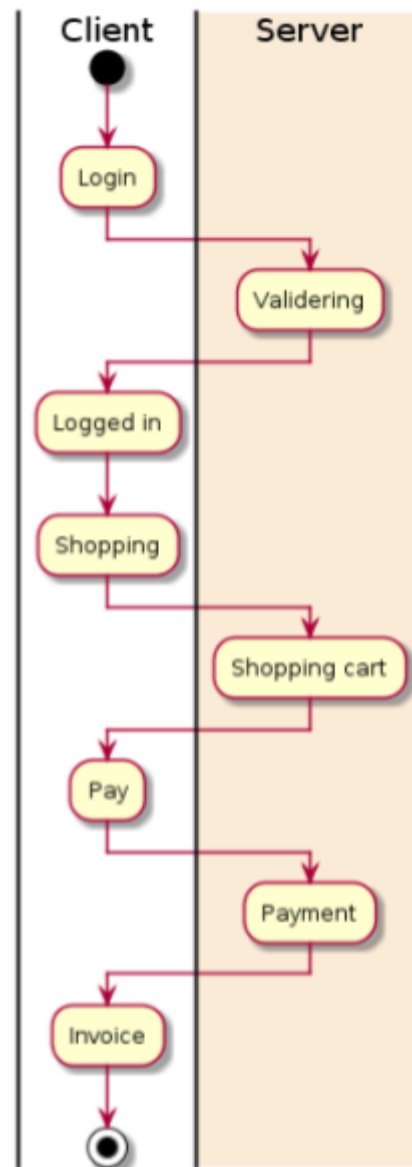 Client
Server
Login
Validering
Logged in
Shopping
Shopping cart
Pay
Payment
Invoice